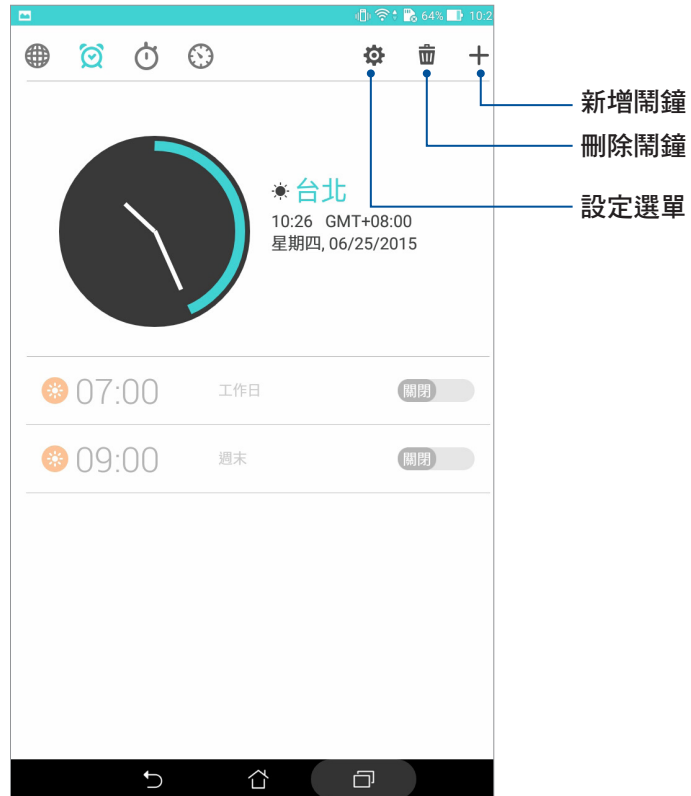 64% 10:2
新增鬧鐘
刪除鬧鐘
設定選單
台北
10:26 GMT+08:00
星期四, 06/25/2015
07:00 工作日 關閉
09:00 週末 關閉